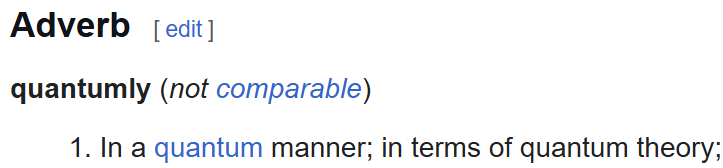 Adverb [ edit ]
quantumly (not comparable)
1. In a quantum manner; in terms of quantum theory;